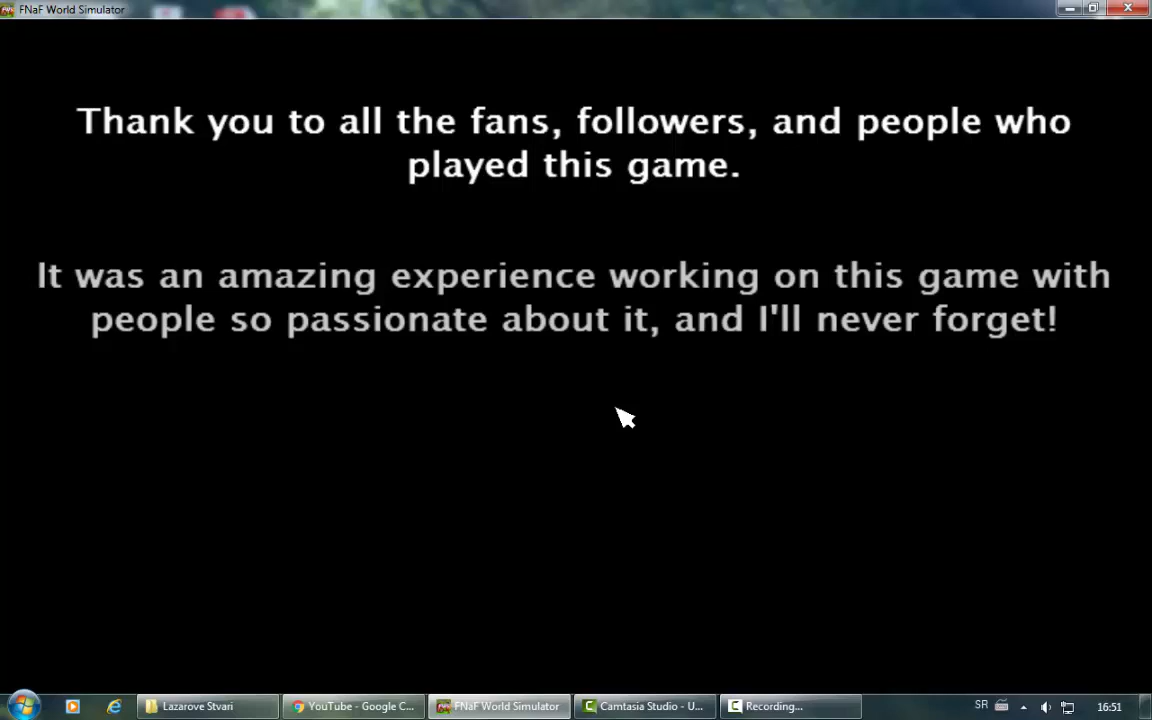 FNaF World Simulator
Thank you to all the fans, followers, and people who
played this game.
It was an amazing experience working on this game with
people so passionate about it, and I'll never forget!
Lazarove Stvari
YouTube - Google C...
FNaF World Simulator
Camtasia Studio - U...
Recording...
SR
16:51